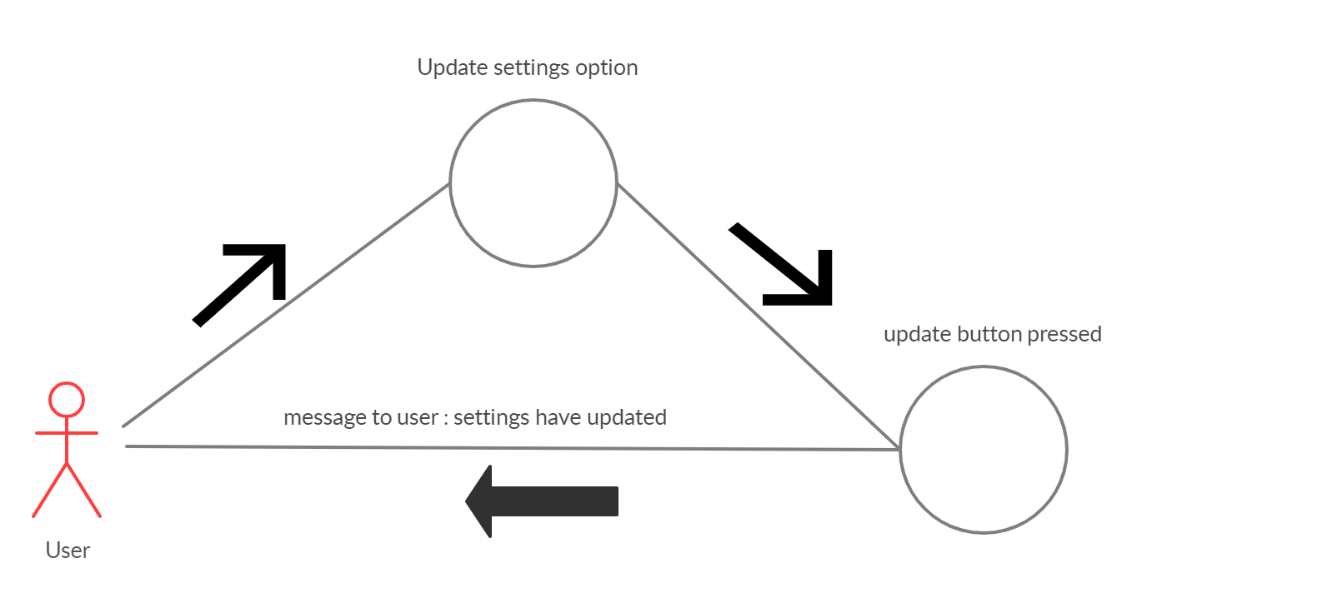 Update settings option
update button pressed
message to user : settings have updated
User